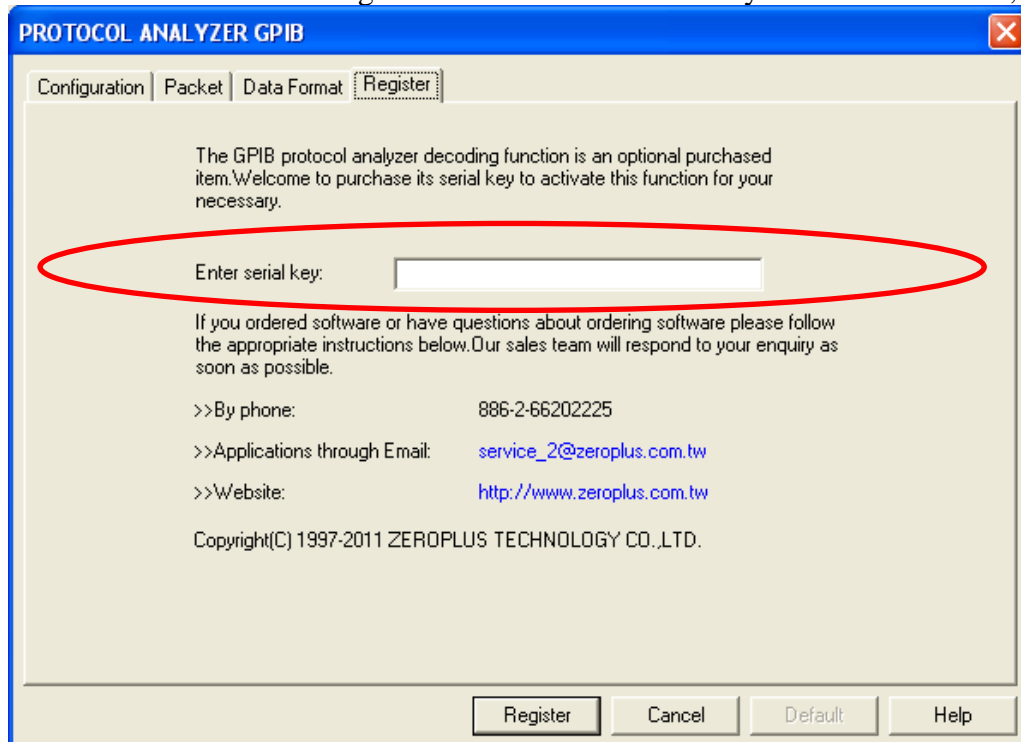 PROTOCOL ANALYZER GPIB
Configuration Packet Data Format Register
The GPIB protocol analyzer decoding function is an optional purchased
item.Welcome to purchase its serial key to activate this function for your
necessary.
Enter serial key:
If you ordered software or have questions about ordering software please follow
the appropriate instructions below.Our sales team will respond to your enquiry as
soon as possible.
>>By phone: 886-2-66202225
>>Applications through Email: service_2@zeroplus.com.tw
>>Website: http://www.zeroplus.com.tw
Copyright(C) 1997-2011 ZEROPLUS TECHNOLOGY CO.,LTD.
Register Cancel Default Help